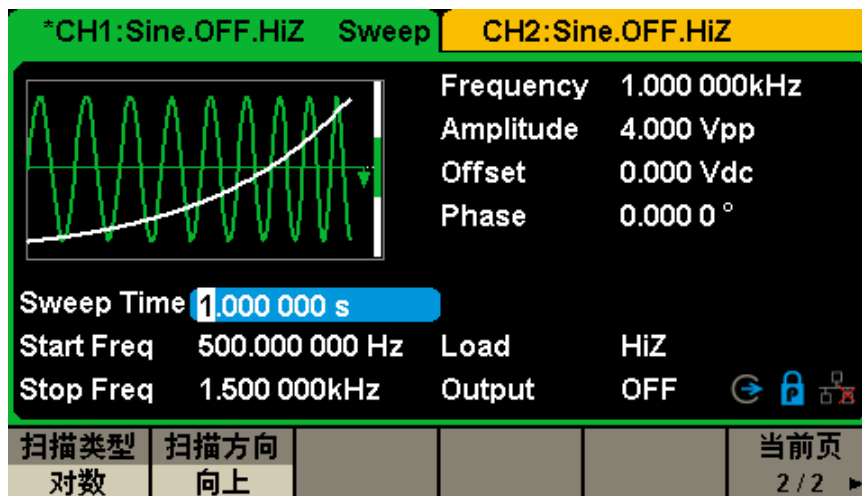 *CH1:Sine.OFF.HiZ Sweep CH2:Sine.OFF.HiZ
Frequency 1.000 000kHz
Amplitude 4.000 Vpp
Offset 0.000 Vdc
Phase 0.000 0°
Sweep Time 1.000 000 s
Start Freq 500.000 000 Hz Load HiZ
Stop Freq 1.500 000kHz Output OFF P
扫描类型 扫描方向 当前页
对数 向上 2/2